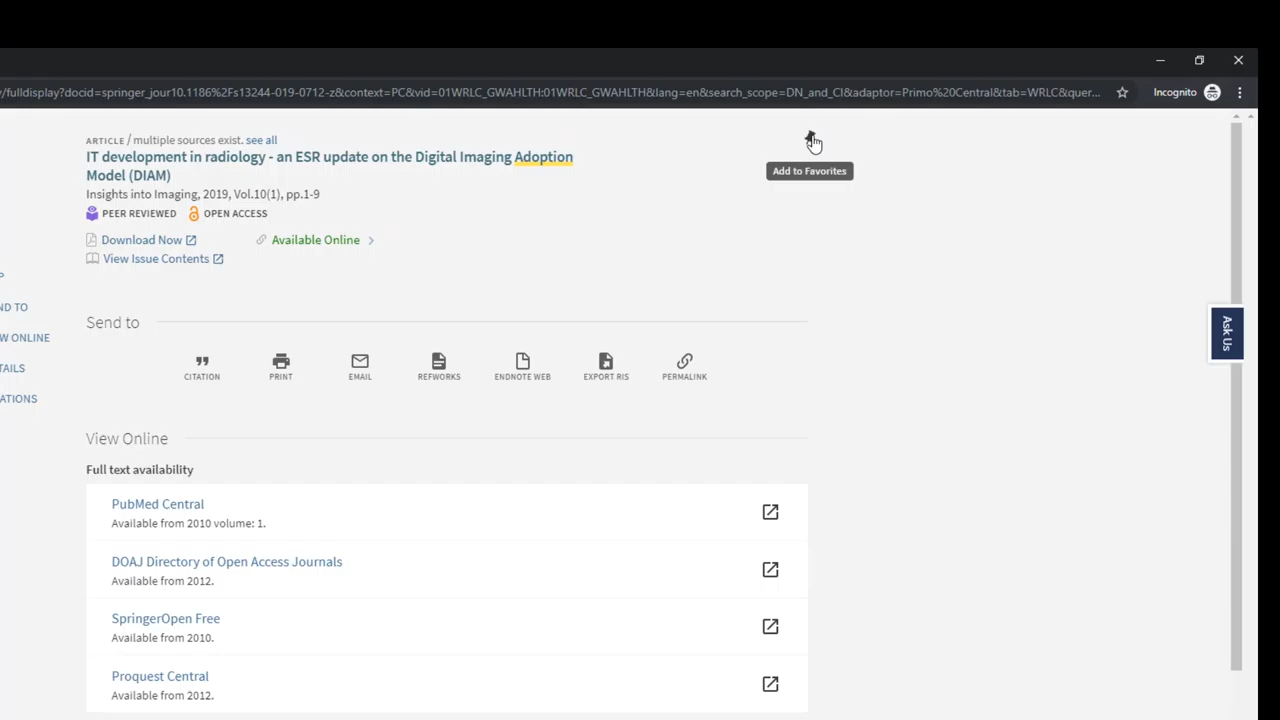 /fulldisplay?docid=springer_jour10.1186%2Fs13244-019-0712-z&context=PC&vid=01WRLC_GWAHLTH:01WRLC_GWAHLTH&lang=en&search_scope=DN_and_CI&adaptor=Primo%20Central&tab=WRLC&quer...
Incognito
ARTICLE / multiple sources exist. see all
IT development in radiology - an ESR update on the Digital Imaging Adoption
Model (DIAM)
Add to Favorites
Insights into Imaging, 2019, Vol.10(1), pp.1-9
PEER REVIEWED OPEN ACCESS
Download Now Available Online
View Issue Contents
P
ND TO
W ONLINE
TAILS
ATIONS
Ask Us
Send to
CITATION PRINT EMAIL REFWORKS ENDNOTE WEB EXPORT RIS PERMALINK
View Online
Full text availability
PubMed Central
Available from 2010 volume: 1.
DOAJ Directory of Open Access Journals
Available from 2012.
SpringerOpen Free
Available from 2010.
Proquest Central
Available from 2012.